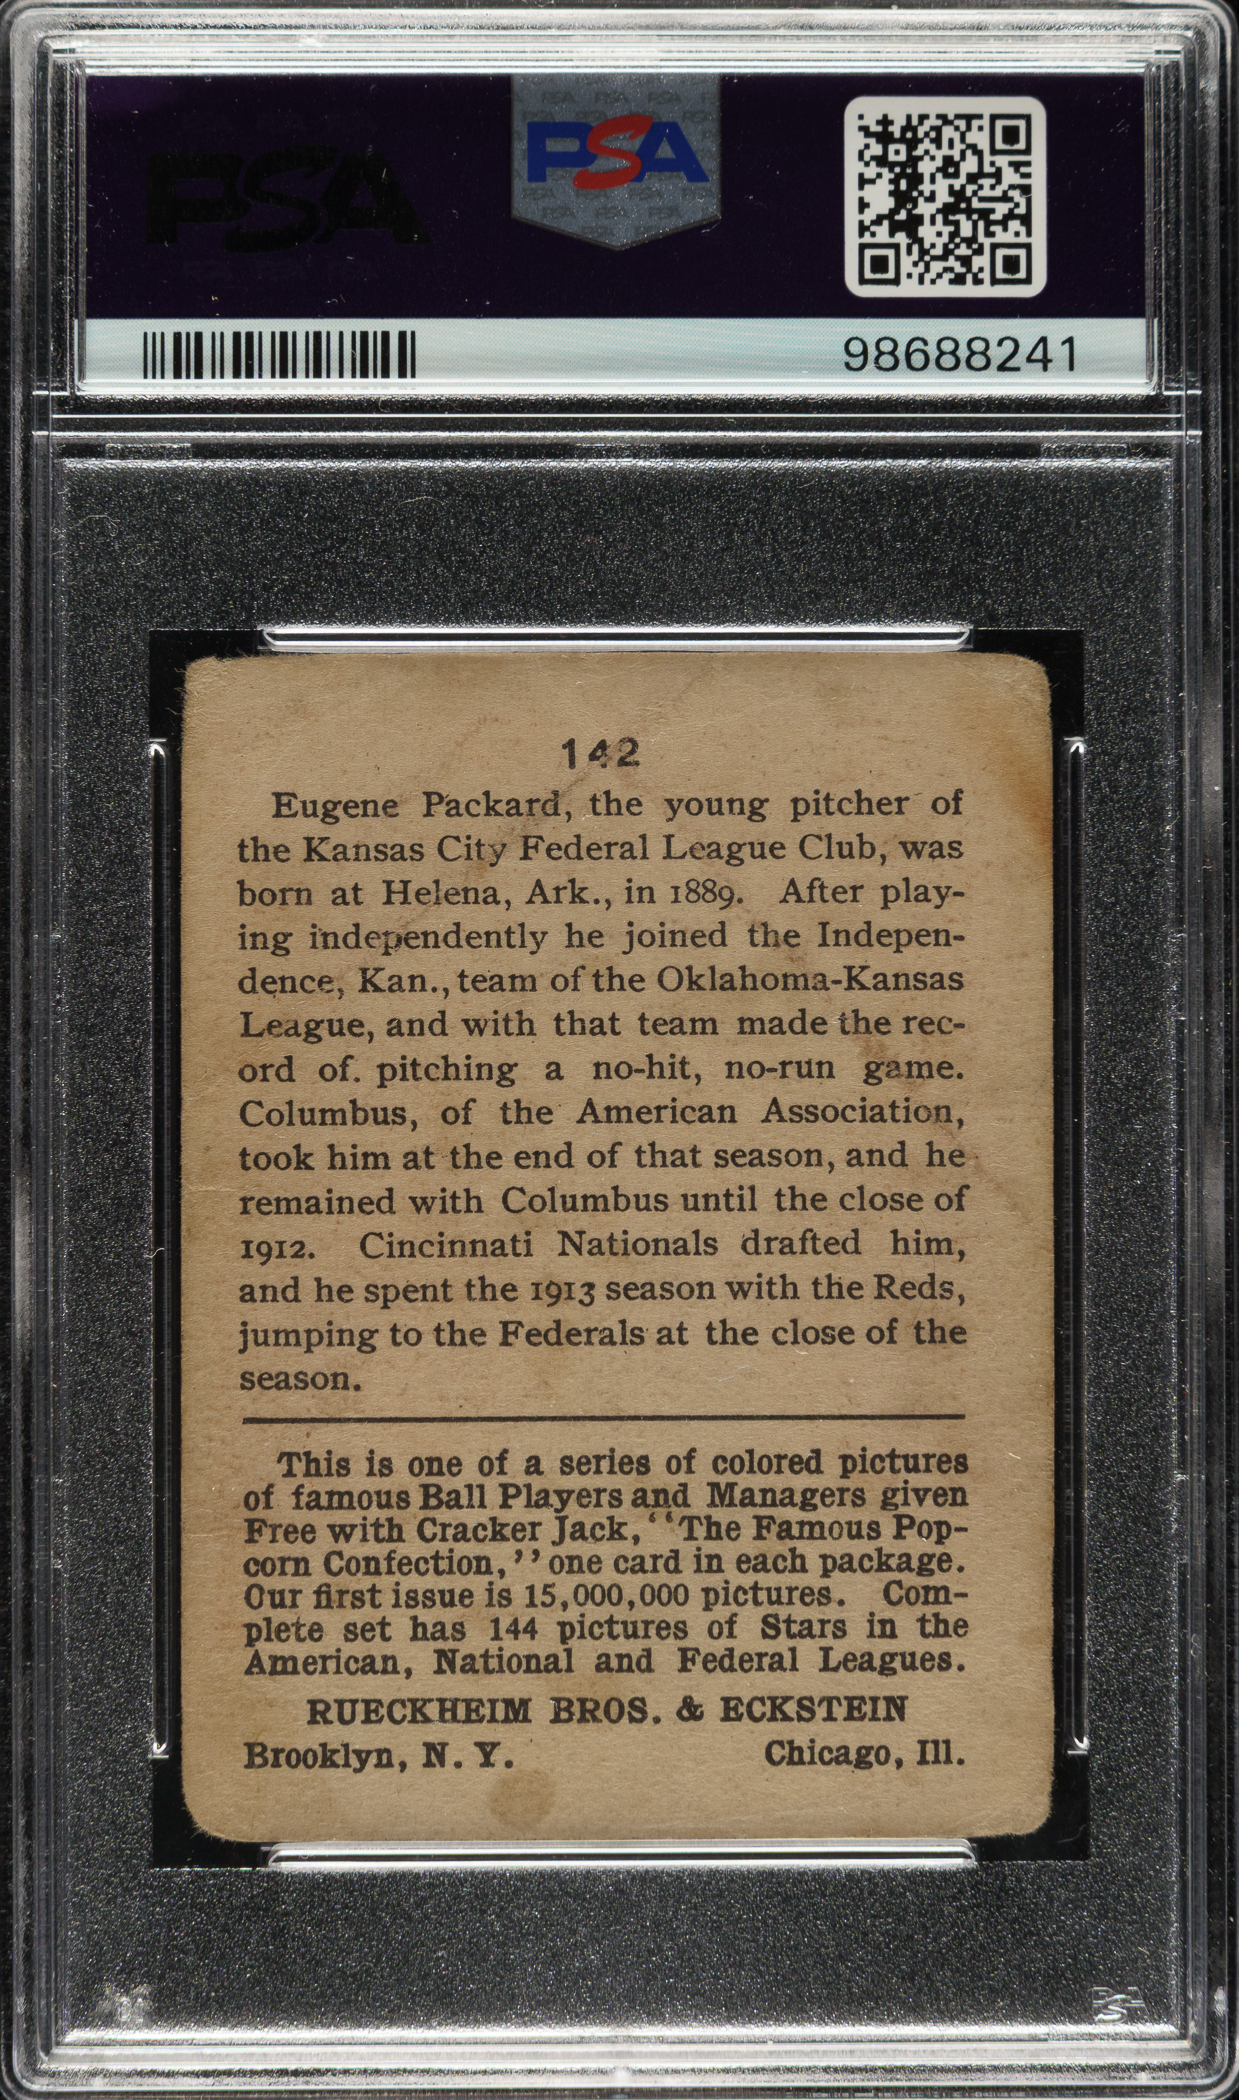 PSA
PSA
98688241
142
Eugene Packard, the young pitcher of
the Kansas City Federal League Club, was
born at Helena, Ark., in 1889. After play-
ing independently he joined the Indepen-
dence, Kan., team of the Oklahoma-Kansas
League, and with that team made the rec-
ord of. pitching a no-hit, no-run game.
Columbus, of the American Association,
took him at the end of that season, and he
remained with Columbus until the close of
1912. Cincinnati Nationals drafted him,
and he spent the 1913 season with the Reds,
jumping to the Federals at the close of the
season.
This is one of a series of colored pictures
of famous Ball Players and Managers given
Free with Cracker Jack, "The Famous Pop-
corn Confection," one card in each package.
Our first issue is 15,000,000 pictures. Com-
plete set has 144 pictures of Stars in the
American, National and Federal Leagues.
RUECKHEIM BROS. & ECKSTEIN
Brooklyn, N. Y. Chicago, Ill.